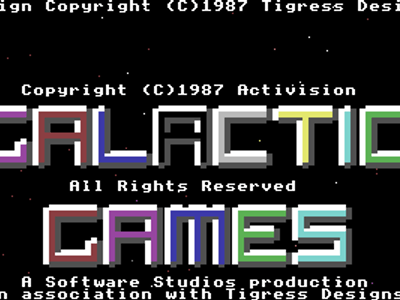 ign Copyright (C)1987 Tigress Desi
Copyright (C)1987 Activision
GALACTIC
All Rights Reserved
GAMES
A Software Studios production
n association with Tigress Designs